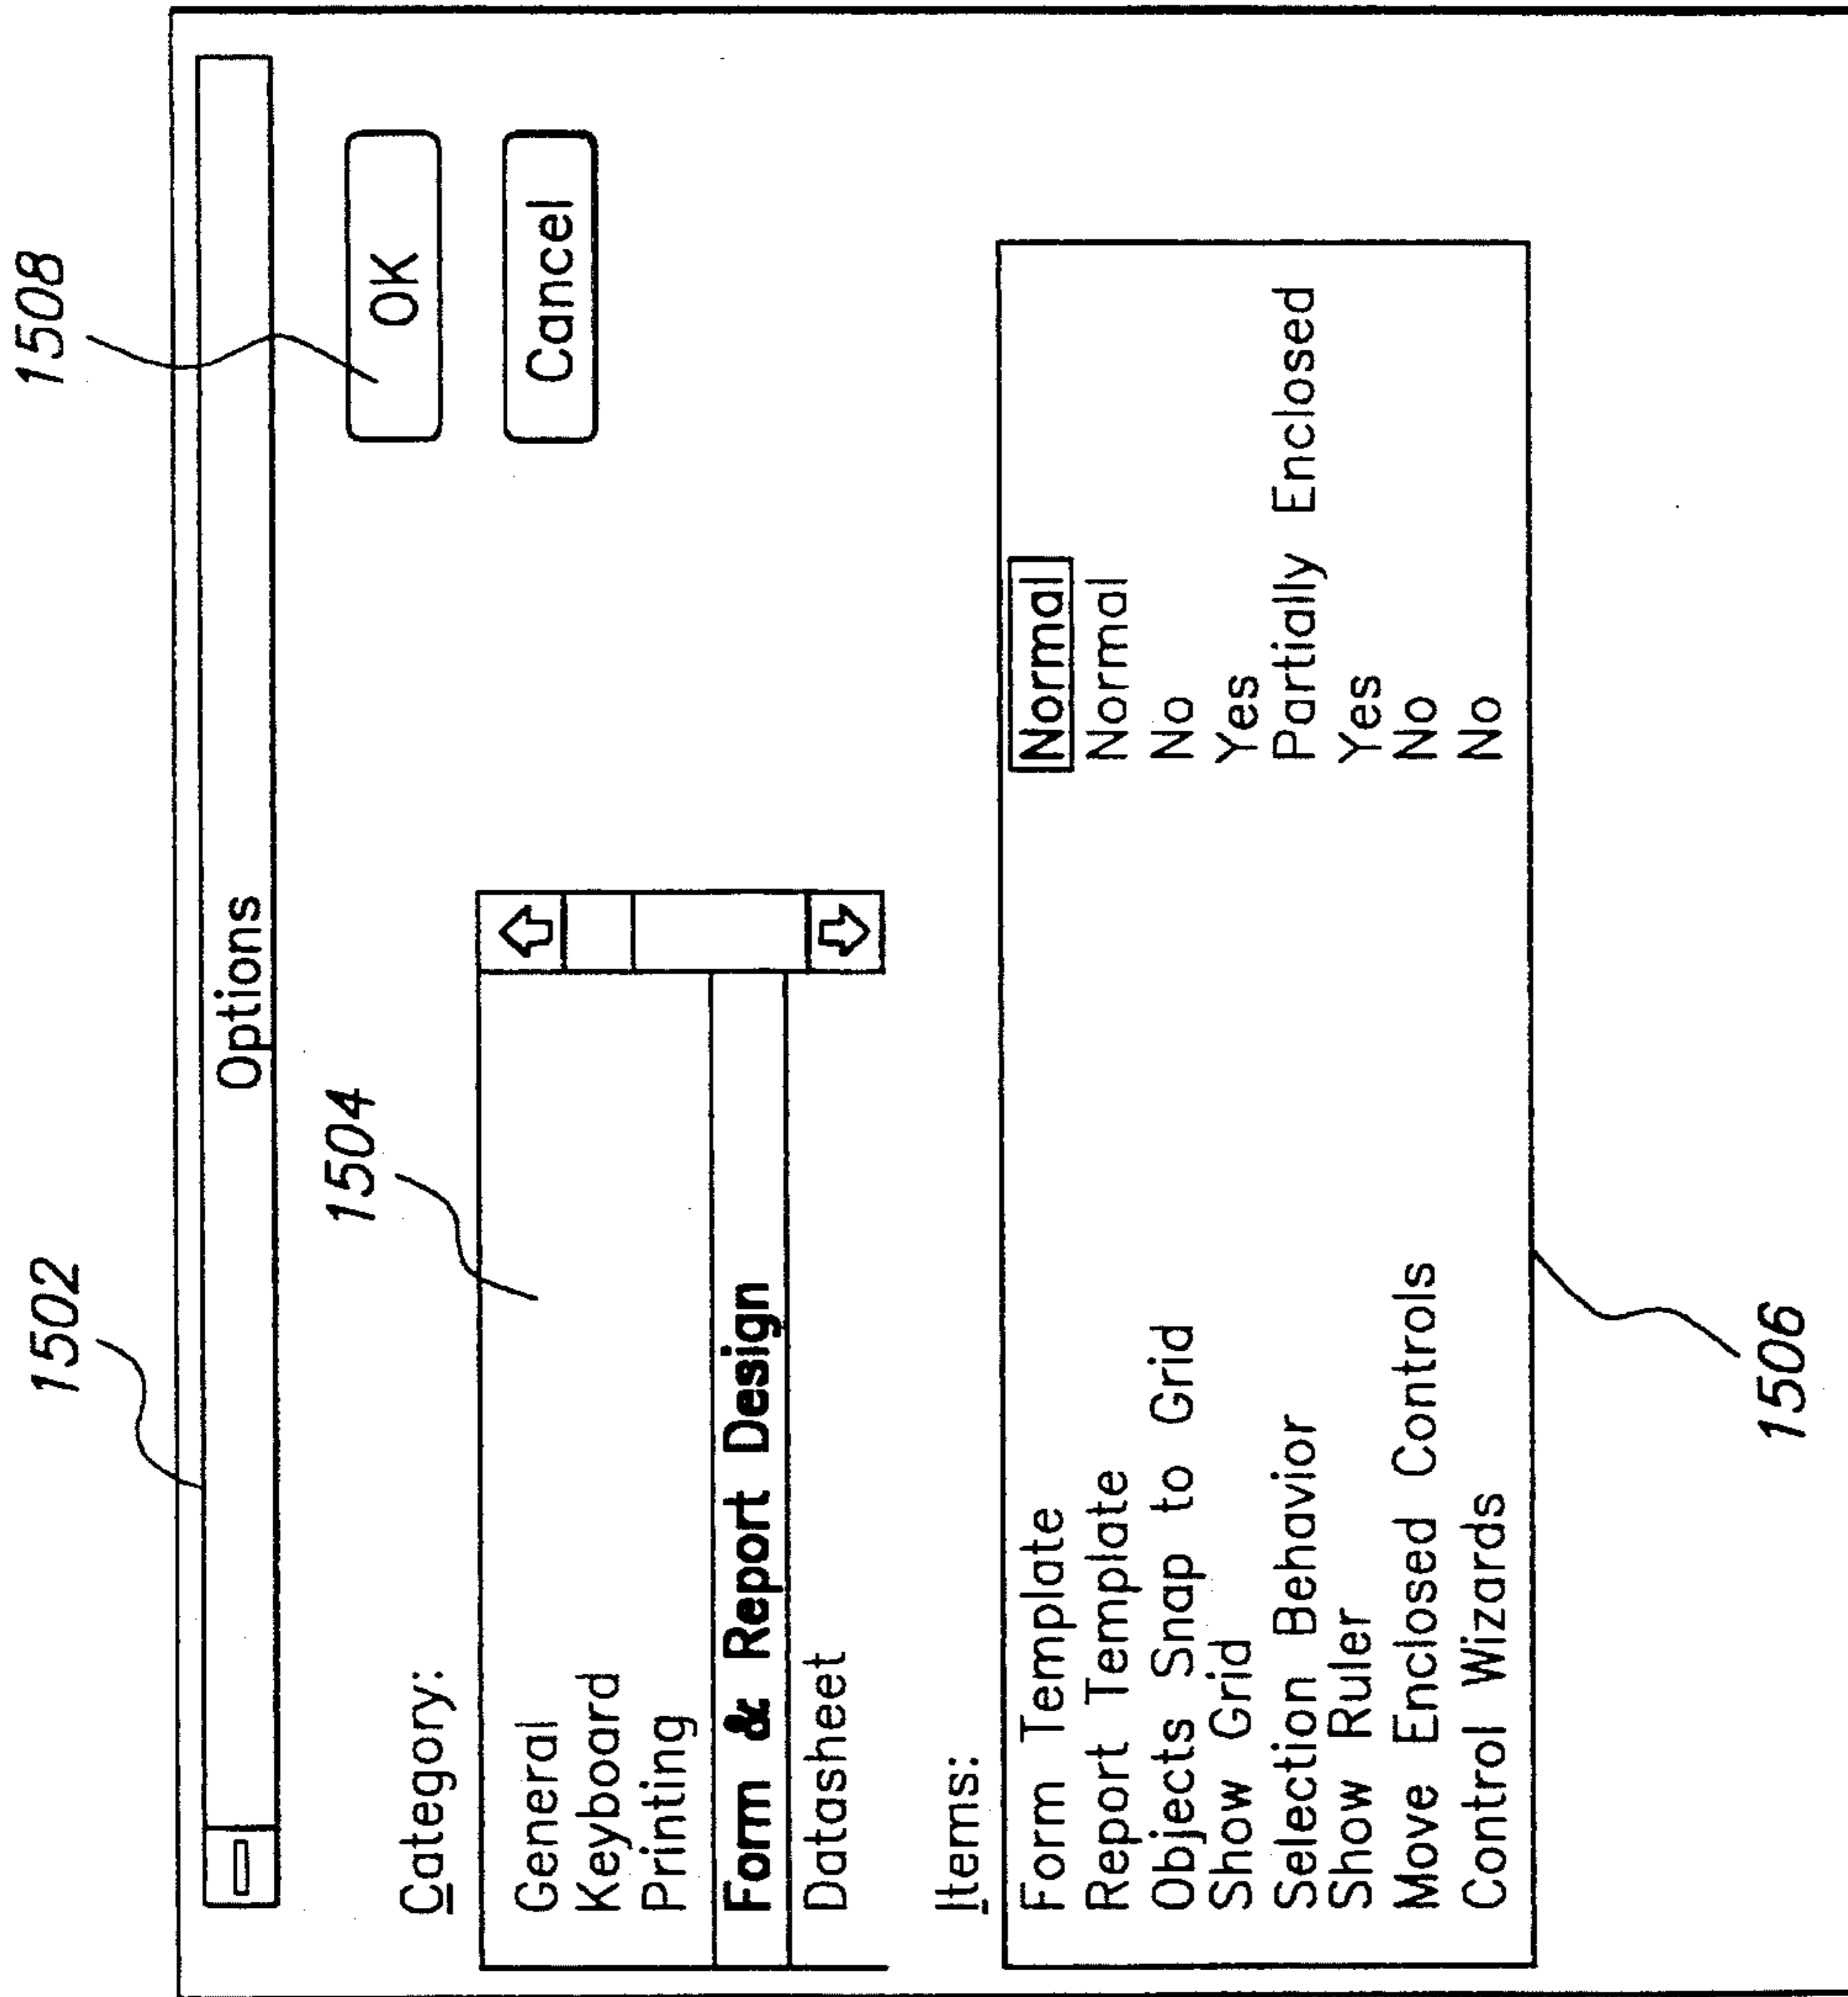 1502
1508
Options
1504
OK
Cancel
Category:
General
Keyboard
Printing
Form & Report Design
Datasheet
Items:
Form Template Normal
Report Template Normal
Objects Snap to Grid No
Show Grid Yes
Selection Behavior Partially Enclosed
Show Ruler Yes
Move Enclosed Controls No
Control Wizards No
1506